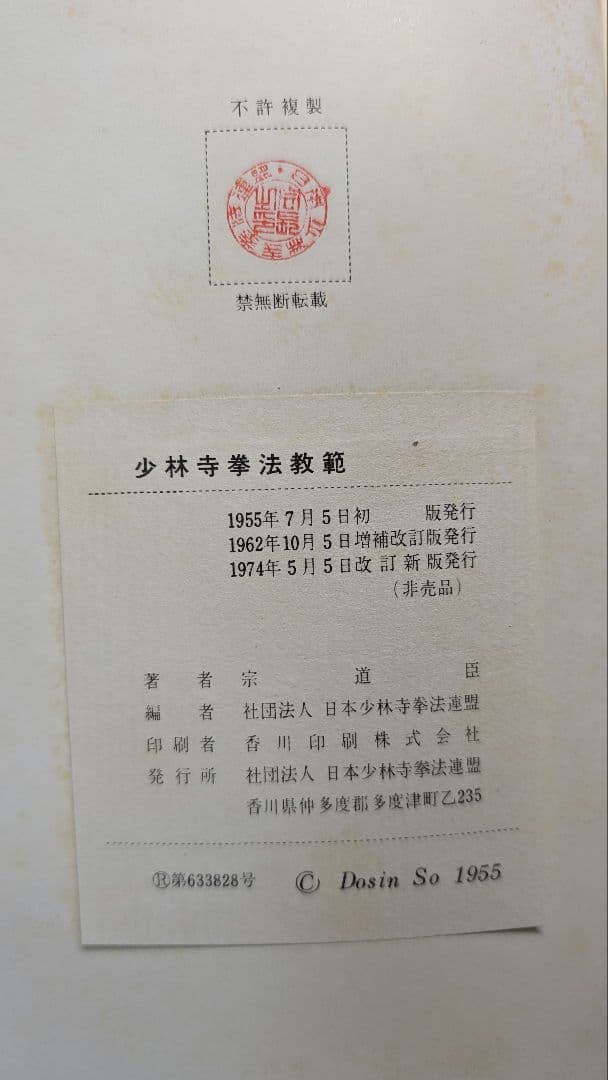 不許複製
禁無断転載
少林寺拳法教範
1955年7月5日初 版発行
1962年10月5日増補改訂版発行
1974年5月5日改訂新版発行
(非売品)
著者 宗道臣
編者 社団法人 日本少林寺拳法連盟
印刷者 香川印刷株式会社
発行所 社団法人 日本少林寺拳法連盟
香川県仲多度郡多度津町乙235
Ⓡ第633828号 © Dosin So 1955